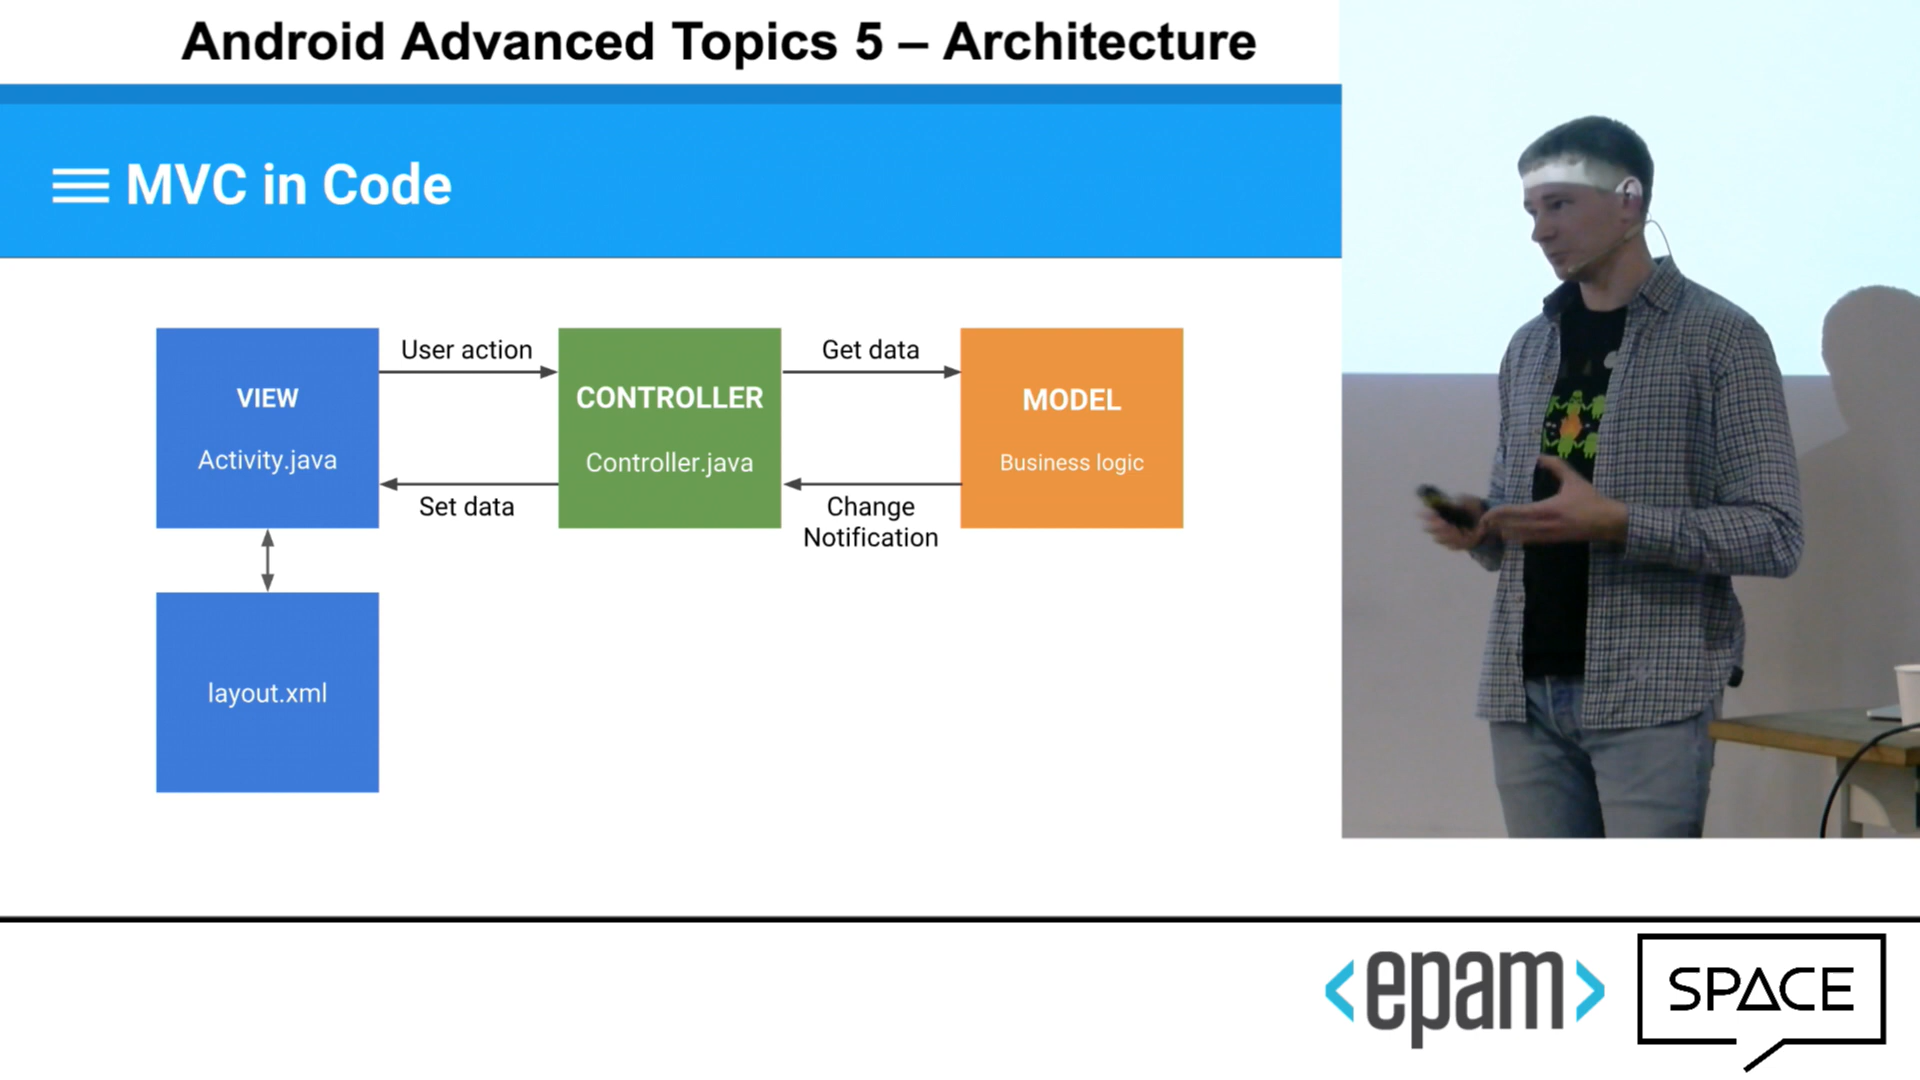 Android Advanced Topics 5 – Architecture
MVC in Code
VIEW
Activity.java
User action
Set data
CONTROLLER
Controller.java
Get data
Change
Notification
MODEL
Business logic
layout.xml
<epam>
SPACE